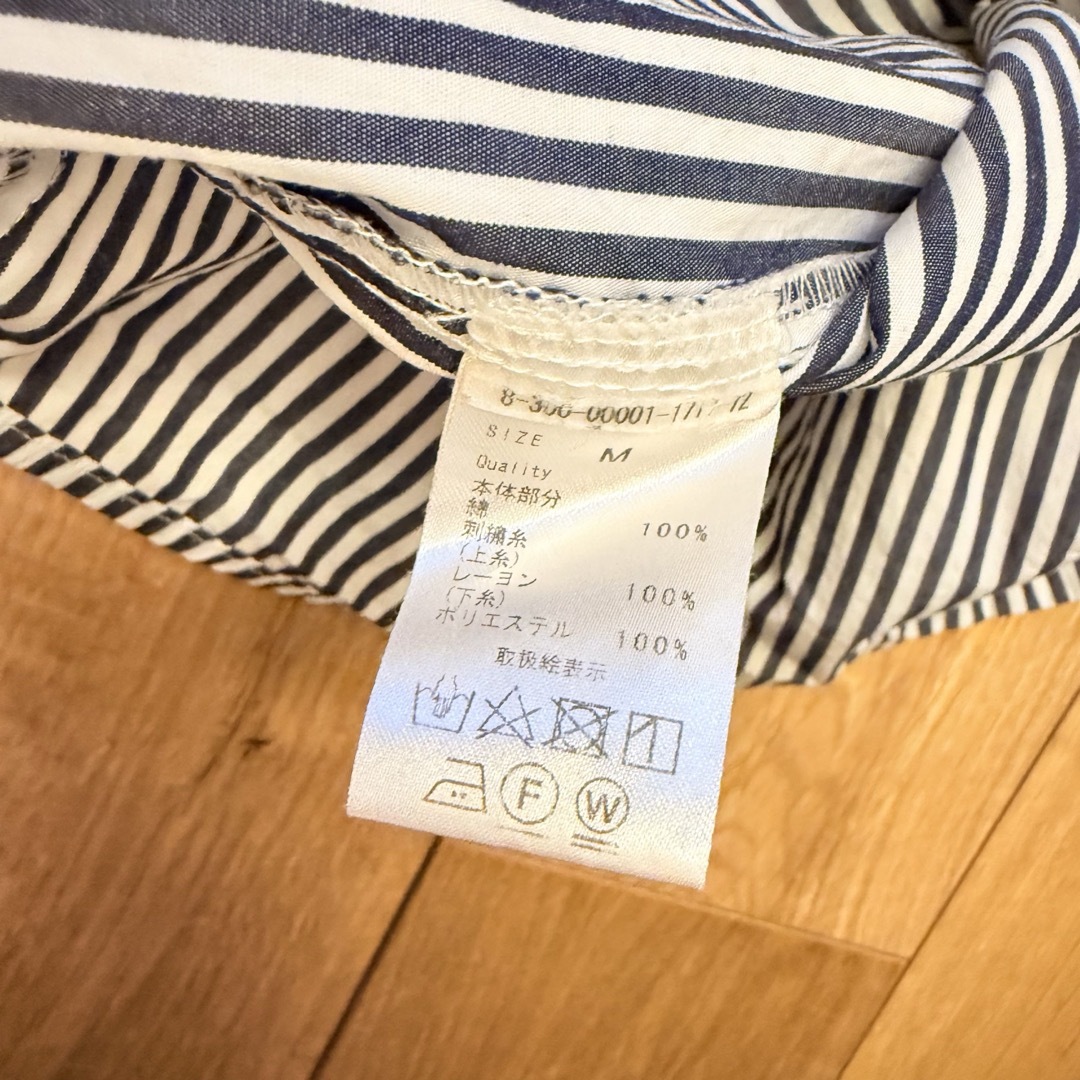 8-300-00001-1717-12
SIZE M
Quality
本体部分
綿 100%
刺繍糸
(上糸)
レーヨン 100%
(下糸)
ポリエステル 100%
取扱絵表示
F W